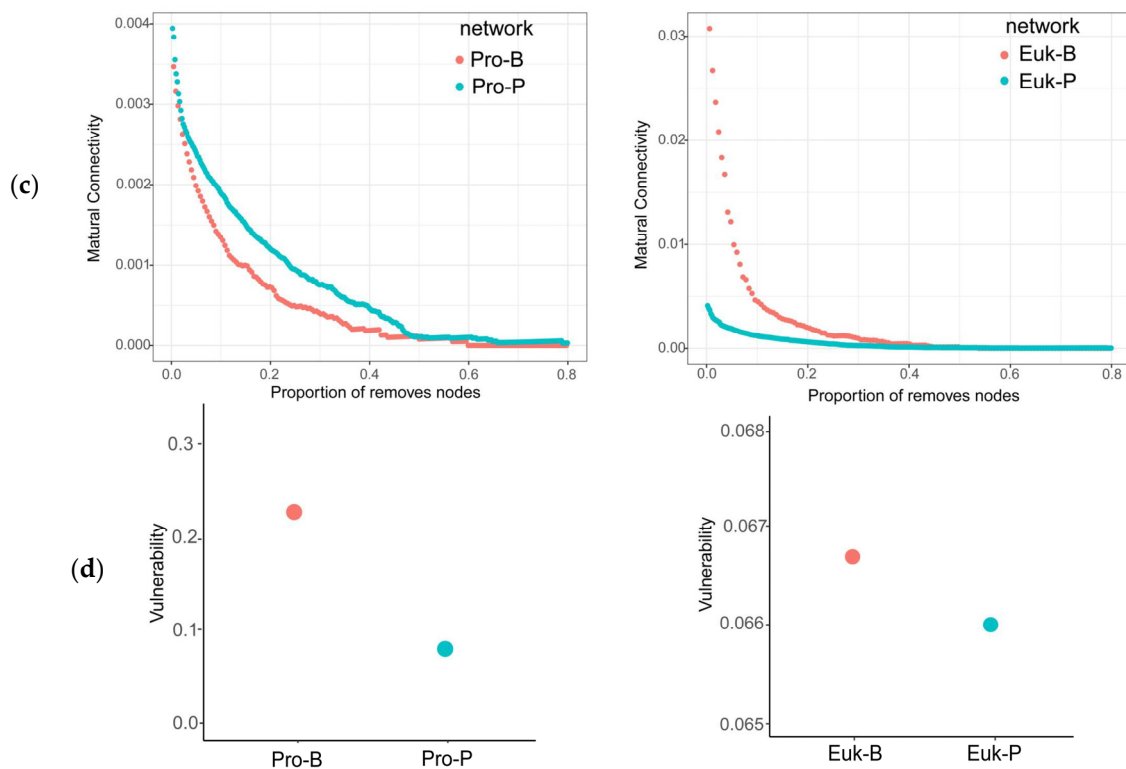 (c)
Matural Connectivity
0.004
0.003
0.002
0.001
0.000
network
Pro-B
Pro-P
0.0 0.2 0.4 0.6 0.8
Proportion of removes nodes
Matural Connectivity
0.03
0.02
0.01
0.00
network
Euk-B
Euk-P
0.0 0.2 0.4 0.6 0.8
Proportion of removes nodes
(d)
Vulnerability
0.3
0.2
0.1
0.0
Pro-B Pro-P
Vulnerability
0.068
0.067
0.066
0.065
Euk-B Euk-P